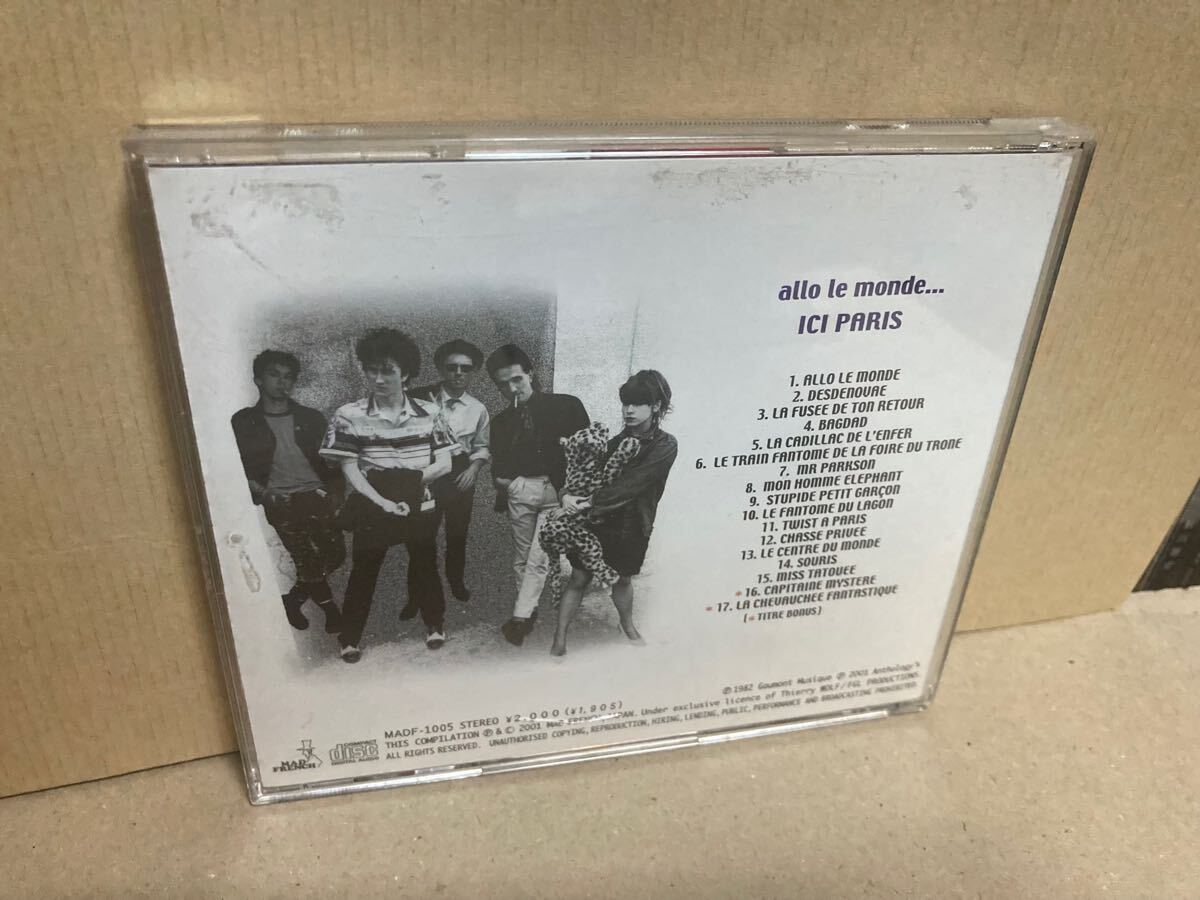 allo le monde...
ICI PARIS
1. ALLO LE MONDE
2. DESDENOUAE
3. LA FUSEE DE TON RETOUR
4. BAGDAD
5. LA CADILLAC DE L'ENFER
6. LE TRAIN FANTOME DE LA FOIRE DU TRONE
7. MR PARKSON
8. MON HOMME ELEPHANT
9. STUPIDE PETIT GARÇON
10. LE FANTOME DU LAGON
11. TWIST A PARIS
12. CHASSE PRIVEE
13. LE CENTRE DU MONDE
14. SOURIS
15. MISS TATOUEE
*16. CAPITAINE MYSTERE
*17. LA CHEVAUCHEE FANTASTIQUE
(*TITRE BONUS)
℗ 1982 Gaumont Musique ℗ 2001 Anthology's
MADF-1005 STEREO ¥2,000 (¥1,905)
THIS COMPILATION ℗ & © 2001 MAD FRENCH JAPAN. Under exclusive licence of Thierry WOLF/FGL PRODUCTIONS.
ALL RIGHTS RESERVED. UNAUTHORISED COPYING, REPRODUCTION, HIRING, LENDING, PUBLIC, PERFORMANCE AND BROADCASTING PROHIBITED.
MAD
FRENCH
COMPACT
disc
DIGITAL AUDIO